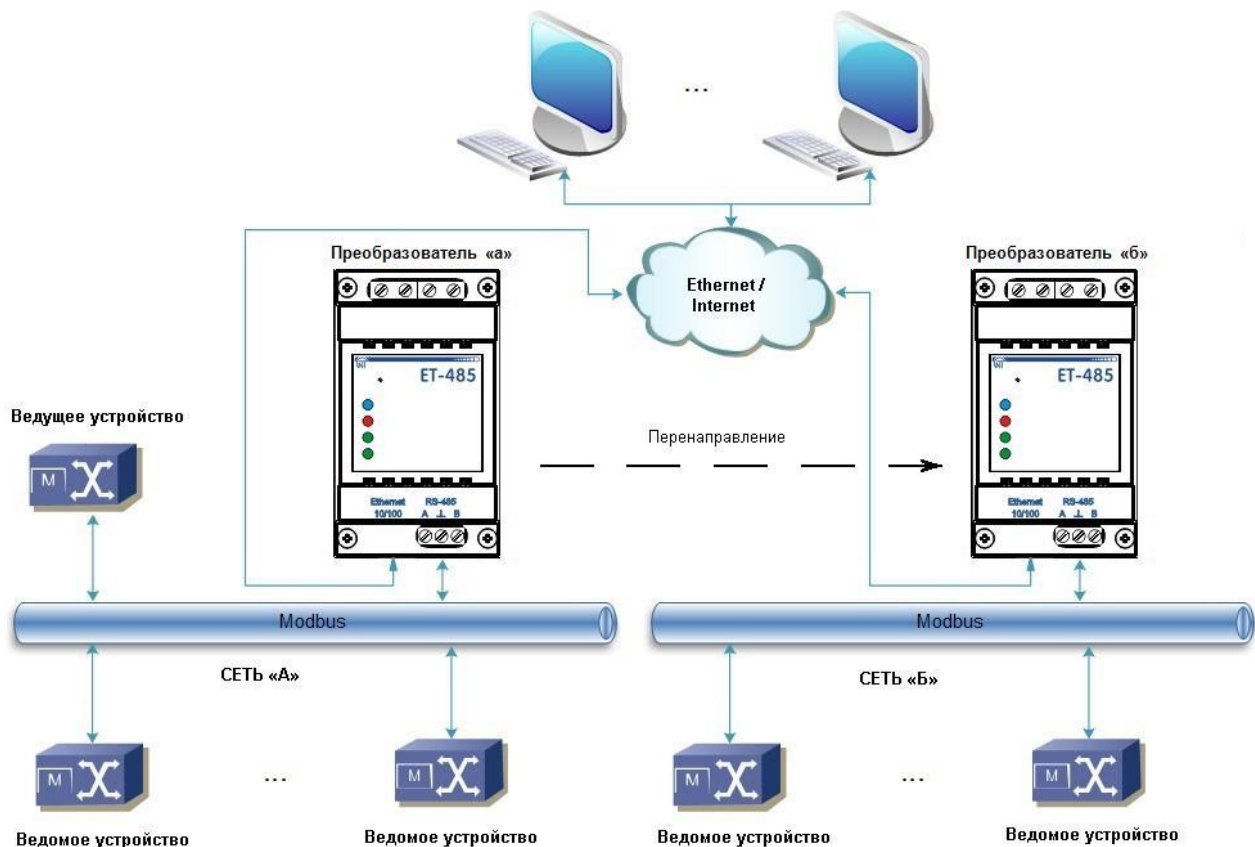 ...
Преобразователь «а»
Преобразователь «б»
Ethernet /
Internet
ET-485
ET-485
Ведущее устройство
Перенаправление
M
Ethernet
10/100
RS-485
A ⊥ B
Ethernet
10/100
RS-485
A ⊥ B
Modbus
Modbus
СЕТЬ «А»
СЕТЬ «Б»
M
...
M
M
...
M
Ведомое устройство
Ведомое устройство
Ведомое устройство
Ведомое устройство